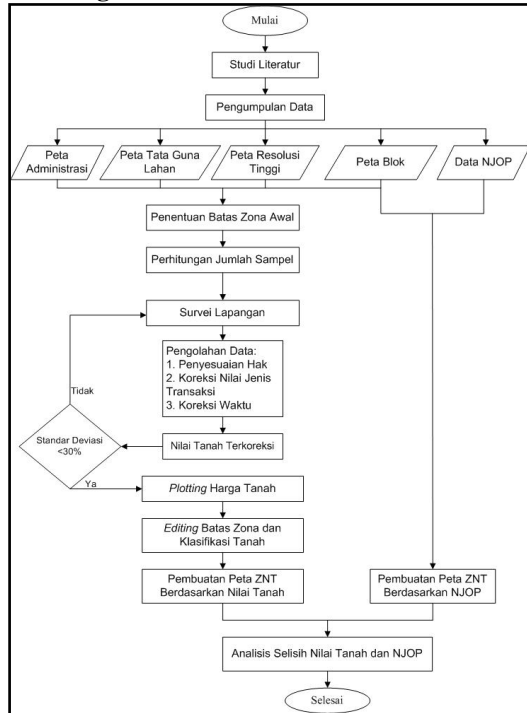 Mulai
Studi Literatur
Pengumpulan Data
Peta
Administrasi
Peta Tata Guna
Lahan
Peta Resolusi
Tinggi
Peta Blok
Data NJOP
Penentuan Batas Zona Awal
Perhitungan Jumlah Sampel
Survei Lapangan
Pengolahan Data:
1. Penyesuaian Hak
2. Koreksi Nilai Jenis
Transaksi
3. Koreksi Waktu
Tidak
Standar Deviasi
<30%
Nilai Tanah Terkoreksi
Ya
Plotting Harga Tanah
Editing Batas Zona dan
Klasifikasi Tanah
Pembuatan Peta ZNT
Berdasarkan Nilai Tanah
Pembuatan Peta ZNT
Berdasarkan NJOP
Analisis Selisih Nilai Tanah dan NJOP
Selesai